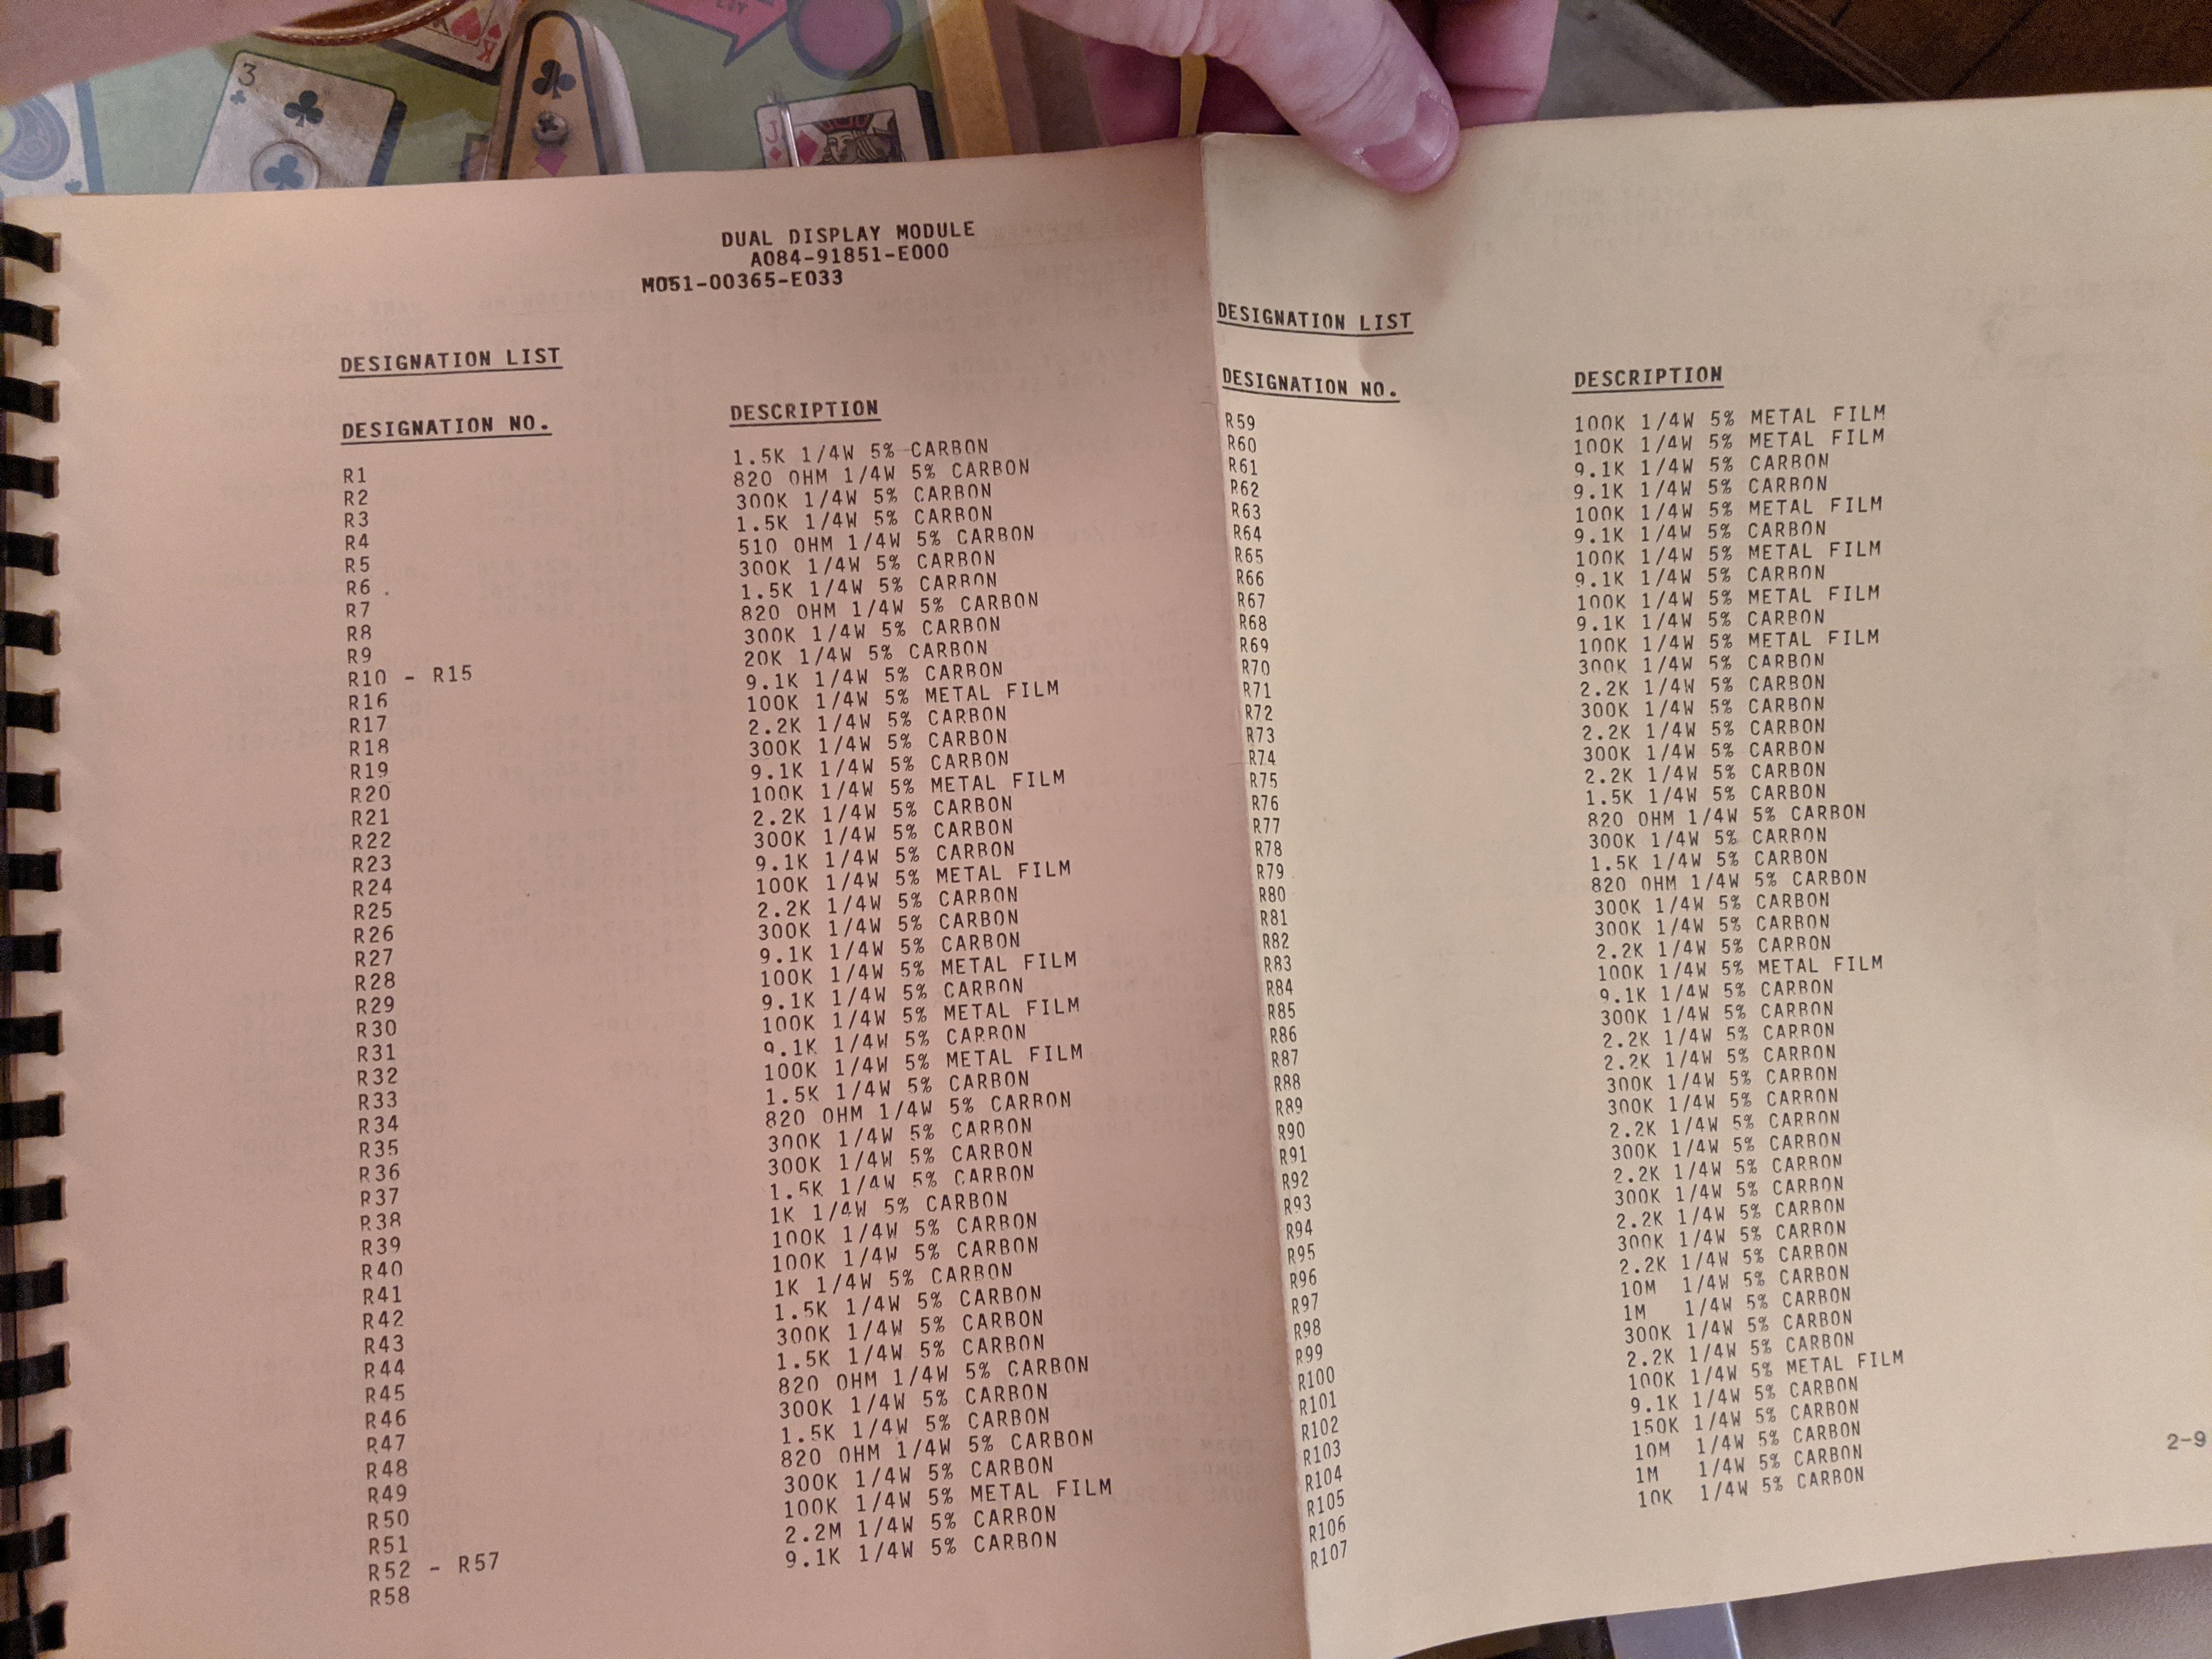 3
K
J
DUAL DISPLAY MODULE
A084-91851-E000
M051-00365-E033
DESIGNATION LIST
DESIGNATION NO. DESCRIPTION
R1 1.5K 1/4W 5% CARBON
R2 820 OHM 1/4W 5% CARBON
R3 300K 1/4W 5% CARBON
R4 1.5K 1/4W 5% CARBON
R5 510 OHM 1/4W 5% CARBON
R6 300K 1/4W 5% CARBON
R7 1.5K 1/4W 5% CARBON
R8 820 OHM 1/4W 5% CARBON
R9 300K 1/4W 5% CARBON
R10 - R15 20K 1/4W 5% CARBON
R16 9.1K 1/4W 5% CARBON
R17 100K 1/4W 5% METAL FILM
R18 2.2K 1/4W 5% CARBON
R19 300K 1/4W 5% CARBON
R20 9.1K 1/4W 5% CARBON
R21 100K 1/4W 5% METAL FILM
R22 2.2K 1/4W 5% CARBON
R23 300K 1/4W 5% CARBON
R24 9.1K 1/4W 5% CARBON
R25 100K 1/4W 5% METAL FILM
R26 2.2K 1/4W 5% CARBON
R27 300K 1/4W 5% CARBON
R28 9.1K 1/4W 5% CARBON
R29 100K 1/4W 5% METAL FILM
R30 9.1K 1/4W 5% CARBON
R31 100K 1/4W 5% METAL FILM
R32 9.1K 1/4W 5% CARBON
R33 100K 1/4W 5% METAL FILM
R34 1.5K 1/4W 5% CARBON
R35 820 OHM 1/4W 5% CARBON
R36 300K 1/4W 5% CARBON
R37 300K 1/4W 5% CARBON
R38 1.5K 1/4W 5% CARBON
R39 1K 1/4W 5% CARBON
R40 100K 1/4W 5% CARBON
R41 100K 1/4W 5% CARBON
R42 1K 1/4W 5% CARBON
R43 1.5K 1/4W 5% CARBON
R44 300K 1/4W 5% CARBON
R45 1.5K 1/4W 5% CARBON
R46 820 OHM 1/4W 5% CARBON
R47 300K 1/4W 5% CARBON
R48 1.5K 1/4W 5% CARBON
R49 820 OHM 1/4W 5% CARBON
R50 300K 1/4W 5% CARBON
R51 100K 1/4W 5% METAL FILM
R52 - R57 2.2M 1/4W 5% CARBON
R58 9.1K 1/4W 5% CARBON
DESIGNATION LIST
DESIGNATION NO. DESCRIPTION
R59 100K 1/4W 5% METAL FILM
R60 100K 1/4W 5% METAL FILM
R61 9.1K 1/4W 5% CARBON
R62 9.1K 1/4W 5% CARBON
R63 100K 1/4W 5% METAL FILM
R64 9.1K 1/4W 5% CARBON
R65 100K 1/4W 5% METAL FILM
R66 9.1K 1/4W 5% CARBON
R67 100K 1/4W 5% METAL FILM
R68 9.1K 1/4W 5% CARBON
R69 100K 1/4W 5% METAL FILM
R70 300K 1/4W 5% CARBON
R71 2.2K 1/4W 5% CARBON
R72 300K 1/4W 5% CARBON
R73 2.2K 1/4W 5% CARBON
R74 300K 1/4W 5% CARBON
R75 2.2K 1/4W 5% CARBON
R76 1.5K 1/4W 5% CARBON
R77 820 OHM 1/4W 5% CARBON
R78 300K 1/4W 5% CARBON
R79 1.5K 1/4W 5% CARBON
R80 820 OHM 1/4W 5% CARBON
R81 300K 1/4W 5% CARBON
R82 300K 1/4W 5% CARBON
R83 2.2K 1/4W 5% CARBON
R84 100K 1/4W 5% METAL FILM
R85 9.1K 1/4W 5% CARBON
R86 300K 1/4W 5% CARBON
R87 2.2K 1/4W 5% CARBON
R88 2.2K 1/4W 5% CARBON
R89 300K 1/4W 5% CARBON
R90 300K 1/4W 5% CARBON
R91 2.2K 1/4W 5% CARBON
R92 300K 1/4W 5% CARBON
R93 2.2K 1/4W 5% CARBON
R94 300K 1/4W 5% CARBON
R95 2.2K 1/4W 5% CARBON
R96 300K 1/4W 5% CARBON
R97 2.2K 1/4W 5% CARBON
R98 10M 1/4W 5% CARBON
R99 1M 1/4W 5% CARBON
R100 300K 1/4W 5% CARBON
R101 2.2K 1/4W 5% CARBON
R102 100K 1/4W 5% METAL FILM
R103 9.1K 1/4W 5% CARBON
R104 150K 1/4W 5% CARBON
R105 10M 1/4W 5% CARBON
R106 1M 1/4W 5% CARBON
R107 10K 1/4W 5% CARBON
2-9